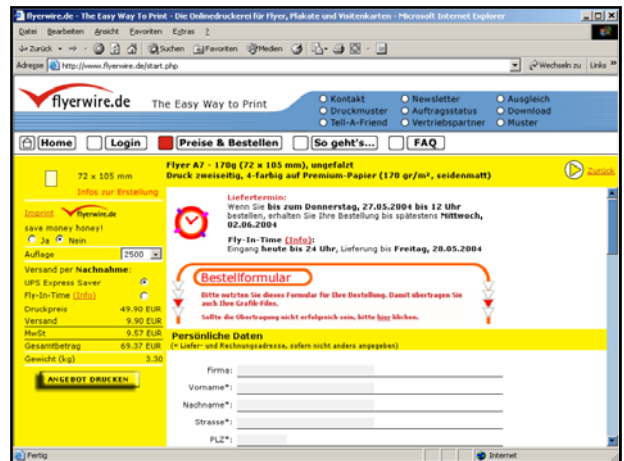 flyerwire.de - The Easy Way To Print - Die Onlinedruckerei für Flyer, Plakate und Visitenkarten - Microsoft Internet Explorer
Datei Bearbeiten Ansicht Favoriten Extras ?
Zurück Suchen Favoriten Medien
Adresse http://www.flyerwire.de/start.php Wechseln zu Links »
flyerwire.de The Easy Way to Print
Kontakt Newsletter Ausgleich
Druckmuster Auftragsstatus Download
Tell-A-Friend Vertriebspartner Muster
Home Login Preise & Bestellen So geht's... FAQ
72 x 105 mm
Infos zur Erstellung
Imprint flyerwire.de
save money honey!
Ja Nein
Auflage 2500
Versand per Nachnahme:
UPS Express Saver
Fly-In-Time (Info)
Druckpreis 49.90 EUR
Versand 9.90 EUR
MwSt 9.57 EUR
Gesamtbetrag 69.37 EUR
Gewicht (kg) 3.30
ANGEBOT DRUCKEN
Flyer A7 - 170g (72 x 105 mm), ungefalzt
Druck zweiseitig, 4-farbig auf Premium-Papier (170 gr/m², seidenmatt)
Zurück
Liefertermin:
Wenn Sie bis zum Donnerstag, 27.05.2004 bis 12 Uhr
bestellen, erhalten Sie Ihre Bestellung bis spätestens Mittwoch,
02.06.2004
Fly-In-Time (Info):
Eingang heute bis 24 Uhr, Lieferung bis Freitag, 28.05.2004
Bestellformular
Bitte nutzten Sie dieses Formular für Ihre Bestellung. Damit übertragen Sie
auch Ihre Grafik-Files.
Sollte die Übertragung nicht erfolgreich sein, bitte hier klicken.
Persönliche Daten
(= Liefer- und Rechnungsadresse, sofern nicht anders angegeben)
Firma:
Vorname*:
Nachname*:
Strasse*:
PLZ*:
Fertig Internet